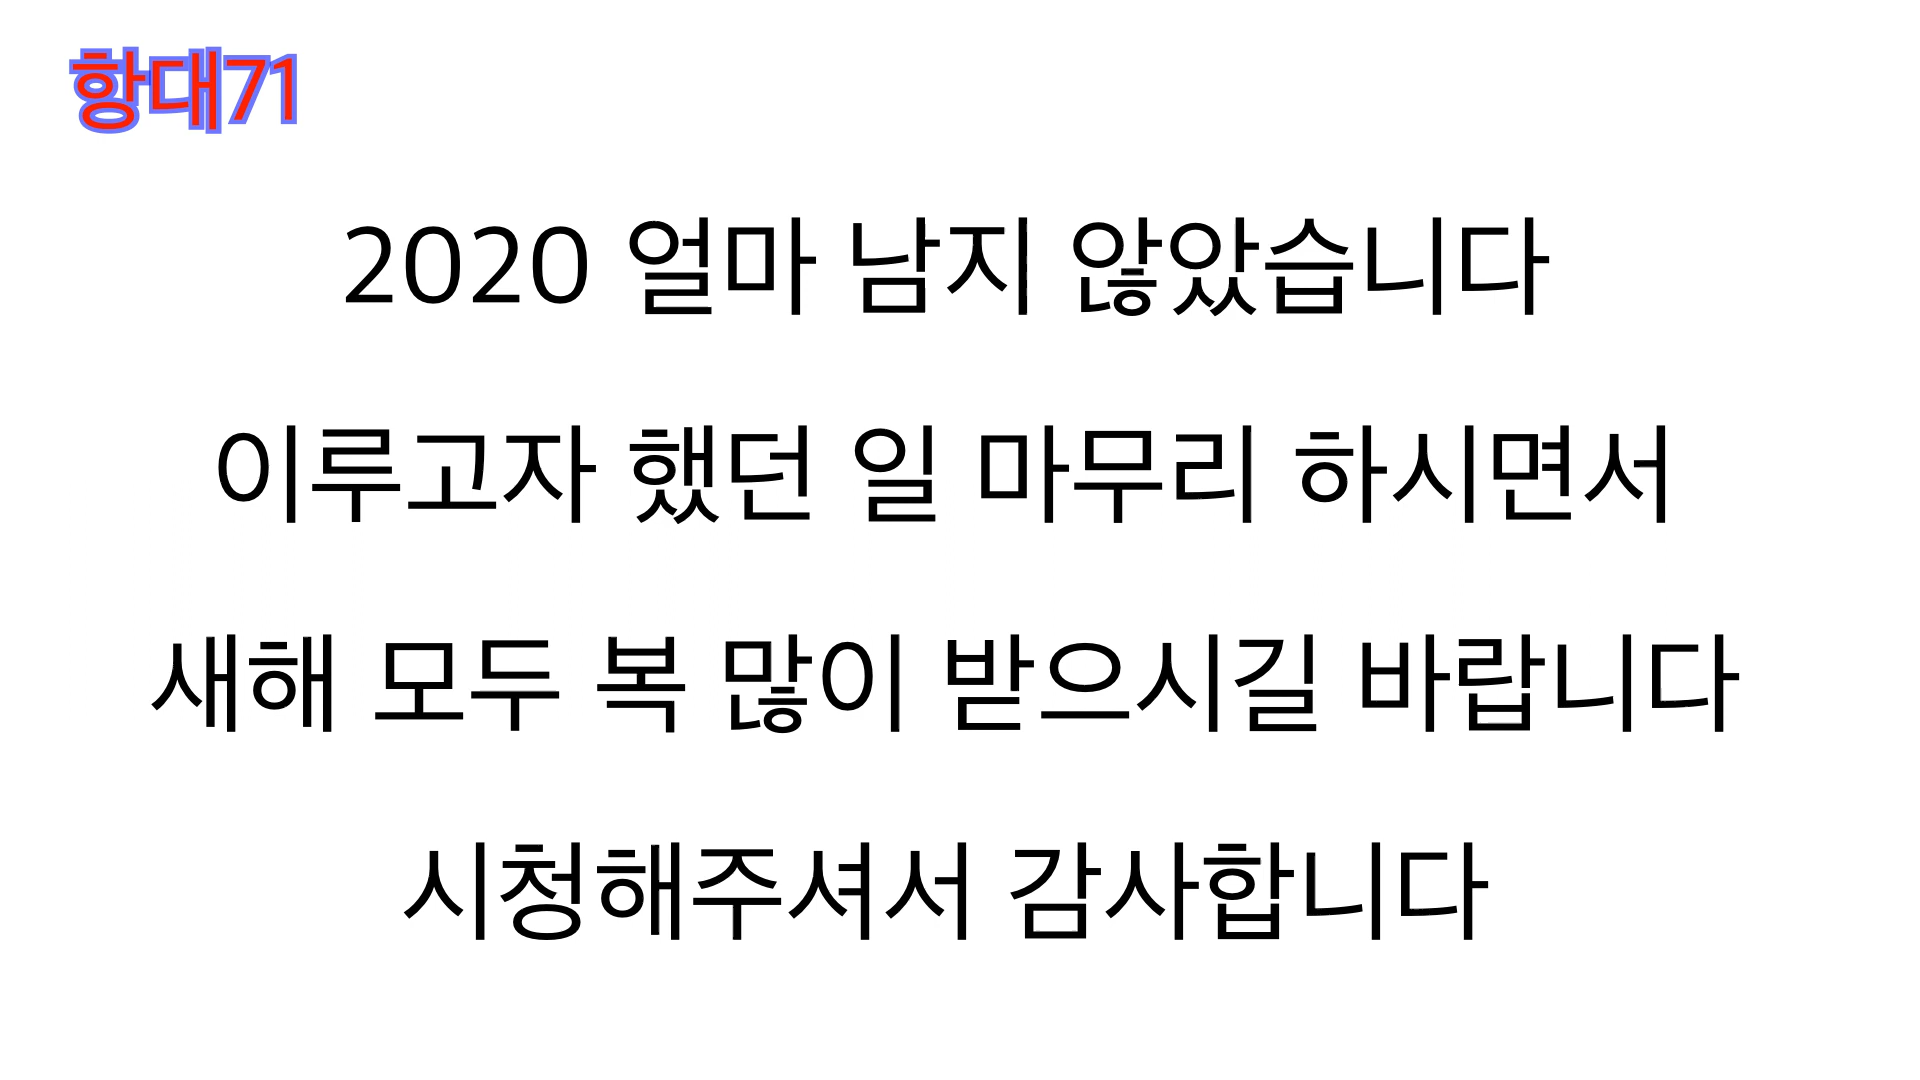 항대71
2020 얼마 남지 않았습니다
이루고자 했던 일 마무리 하시면서
새해 모두 복 많이 받으시길 바랍니다
시청해주셔서 감사합니다